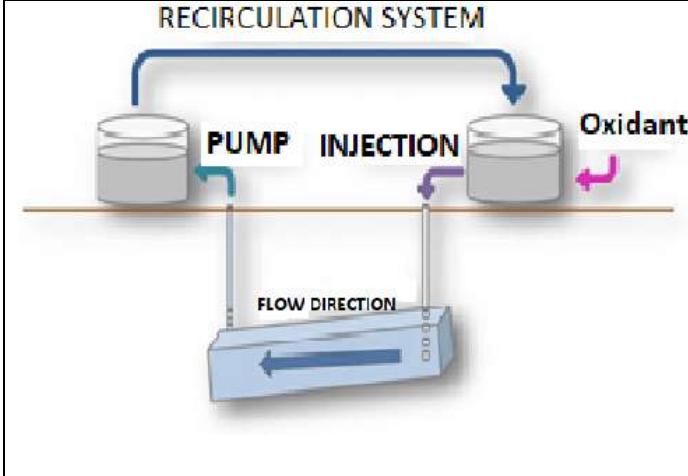 RECIRCULATION SYSTEM
PUMP
INJECTION
Oxidant
FLOW DIRECTION